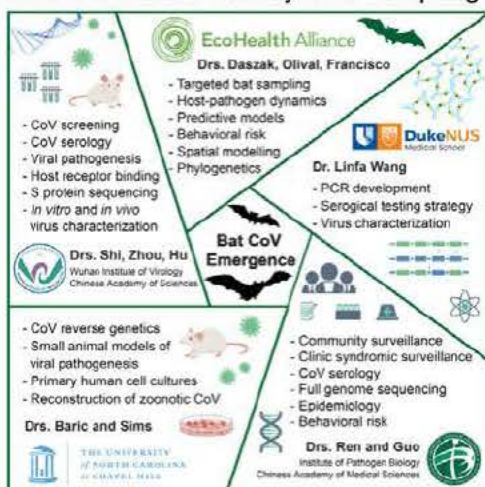 EcoHealth Alliance
Drs. Daszak, Olival, Francisco
- Targeted bat sampling
- Host-pathogen dynamics
- Predictive models
- Behavioral risk
- Spatial modelling
- Phylogenetics
- CoV screening
- CoV serology
- Viral pathogenesis
- Host receptor binding
- S protein sequencing
- In vitro and in vivo
virus characterization
Drs. Shi, Zhou, Hu
Wuhan Institute of Virology
Chinese Academy of Sciences
DukeNUS
Medical School
Dr. Linfa Wang
- PCR development
- Serogical testing strategy
- Virus characterization
Bat CoV
Emergence
- CoV reverse genetics
- Small animal models of
viral pathogenesis
- Primary human cell cultures
- Reconstruction of zoonotic CoV
Drs. Baric and Sims
THE UNIVERSITY
of NORTH CAROLINA
at CHAPEL HILL
- Community surveillance
- Clinic syndromic surveillance
- CoV serology
- Full genome sequencing
- Epidemiology
- Behavioral risk
Drs. Ren and Guo
Institute of Pathogen Biology
Chinese Academy of Medical Sciences